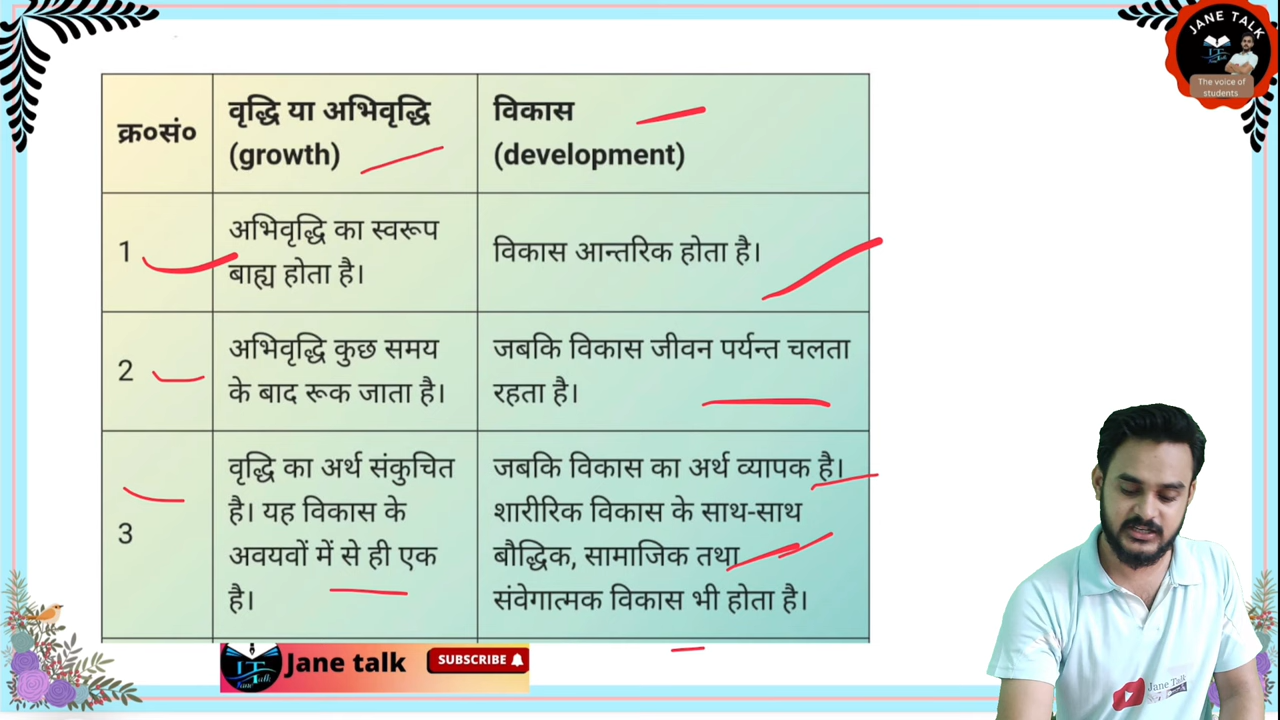 क्र०सं०
वृद्धि या अभिवृद्धि
(growth)
विकास
(development)
1
अभिवृद्धि का स्वरूप
बाह्य होता है।
विकास आन्तरिक होता है।
2
अभिवृद्धि कुछ समय
के बाद रूक जाता है।
जबकि विकास जीवन पर्यन्त चलता
रहता है।
3
वृद्धि का अर्थ संकुचित
है। यह विकास के
अवयवों में से ही एक
है।
जबकि विकास का अर्थ व्यापक है।
शारीरिक विकास के साथ-साथ
बौद्धिक, सामाजिक तथा
संवेगात्मक विकास भी होता है।
JANE TALK
The voice of
students
Jane talk
SUBSCRIBE
Jane Talk